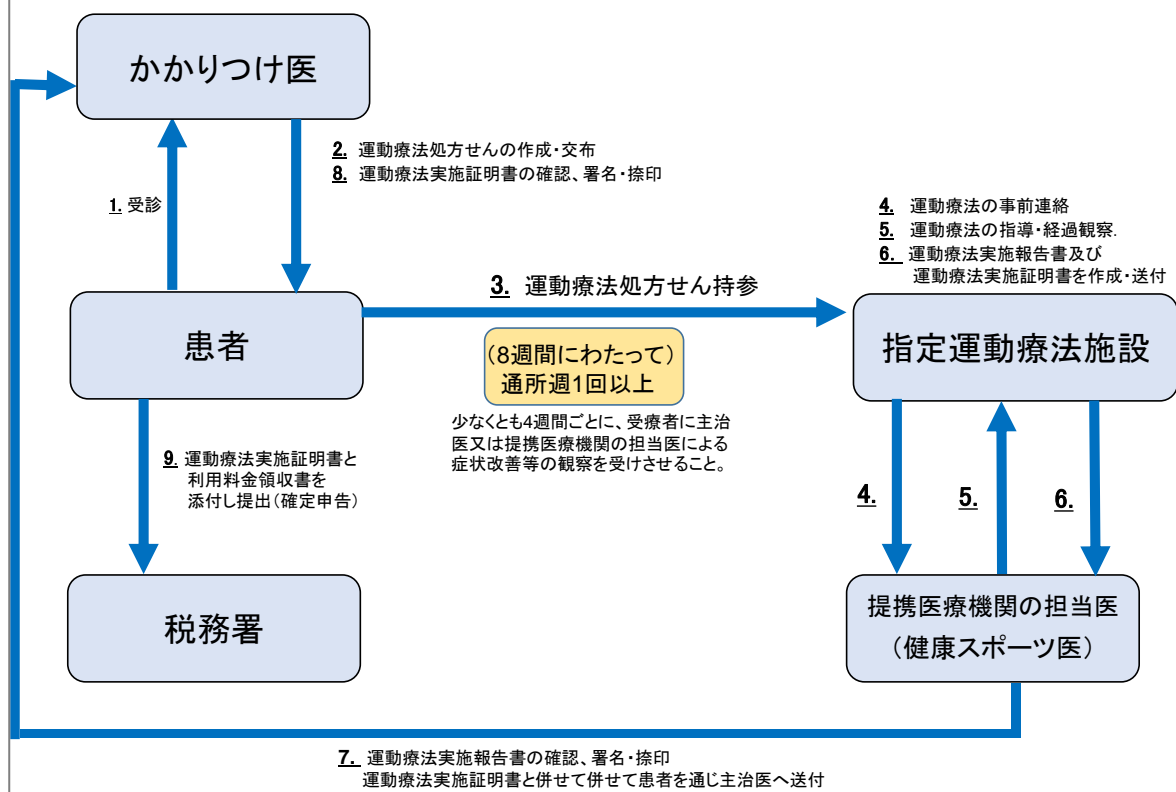 かかりつけ医
2. 運動療法処方せんの作成・交布
8. 運動療法実施証明書の確認、署名・捺印
1. 受診
4. 運動療法の事前連絡
5. 運動療法の指導・経過観察.
6. 運動療法実施報告書及び
運動療法実施証明書を作成・送付
3. 運動療法処方せん持参
患者
指定運動療法施設
(8週間にわたって)
通所週1回以上
少なくとも4週間ごとに、受療者に主治
医又は提携医療機関の担当医による
症状改善等の観察を受けさせること。
9. 運動療法実施証明書と
利用料金領収書を
添付し提出(確定申告)
4.
5.
6.
税務署
提携医療機関の担当医
(健康スポーツ医)
7. 運動療法実施報告書の確認、署名・捺印
運動療法実施証明書と併せて併せて患者を通じ主治医へ送付